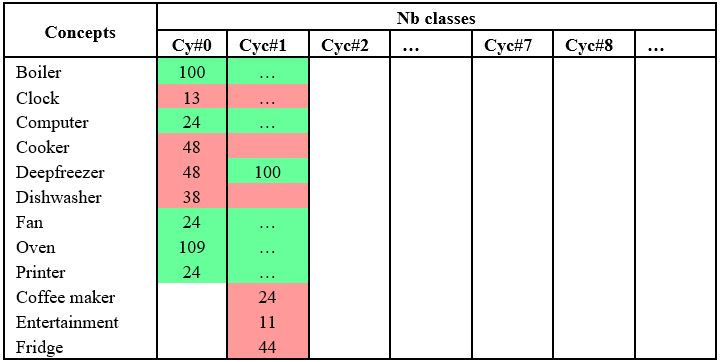 Concepts Nb classes
Cy#0 Cyc#1 Cyc#2 … Cyc#7 Cyc#8 …
Boiler 100 …
Clock 13 …
Computer 24 …
Cooker 48
Deepfreezer 48 100
Dishwasher 38
Fan 24 …
Oven 109 …
Printer 24 …
Coffee maker 24
Entertainment 11
Fridge 44